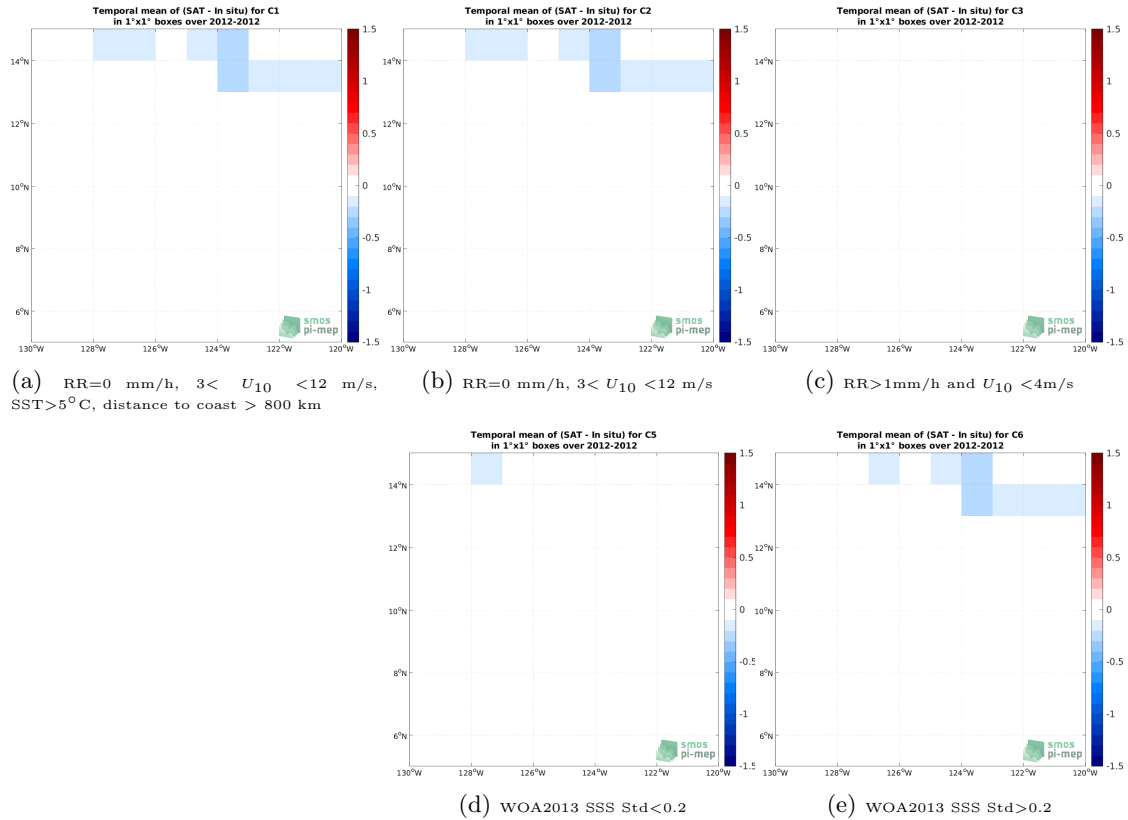 Temporal mean of (SAT - In situ) for C1
in 1°x1° boxes over 2012-2012
1.5
1
0.5
0
-0.5
-1
-1.5
14°N
12°N
10°N
8°N
6°N
130°W
128°W
126°W
124°W
122°W
120°W
smos
pi-mep
(a) RR=0 mm/h, 3< U10 <12 m/s,
SST>5°C, distance to coast > 800 km
Temporal mean of (SAT - In situ) for C2
in 1°x1° boxes over 2012-2012
1.5
1
0.5
0
-0.5
-1
-1.5
14°N
12°N
10°N
8°N
6°N
130°W
128°W
126°W
124°W
122°W
120°W
smos
pi-mep
(b) RR=0 mm/h, 3< U10 <12 m/s
Temporal mean of (SAT - In situ) for C3
in 1°x1° boxes over 2012-2012
1.5
1
0.5
0
-0.5
-1
-1.5
14°N
12°N
10°N
8°N
6°N
130°W
128°W
126°W
124°W
122°W
120°W
smos
pi-mep
(c) RR>1mm/h and U10 <4m/s
Temporal mean of (SAT - In situ) for C5
in 1°x1° boxes over 2012-2012
1.5
1
0.5
0
-0.5
-1
-1.5
14°N
12°N
10°N
8°N
6°N
130°W
128°W
126°W
124°W
122°W
120°W
smos
pi-mep
(d) WOA2013 SSS Std<0.2
Temporal mean of (SAT - In situ) for C6
in 1°x1° boxes over 2012-2012
1.5
1
0.5
0
-0.5
-1
-1.5
14°N
12°N
10°N
8°N
6°N
130°W
128°W
126°W
124°W
122°W
120°W
smos
pi-mep
(e) WOA2013 SSS Std>0.2